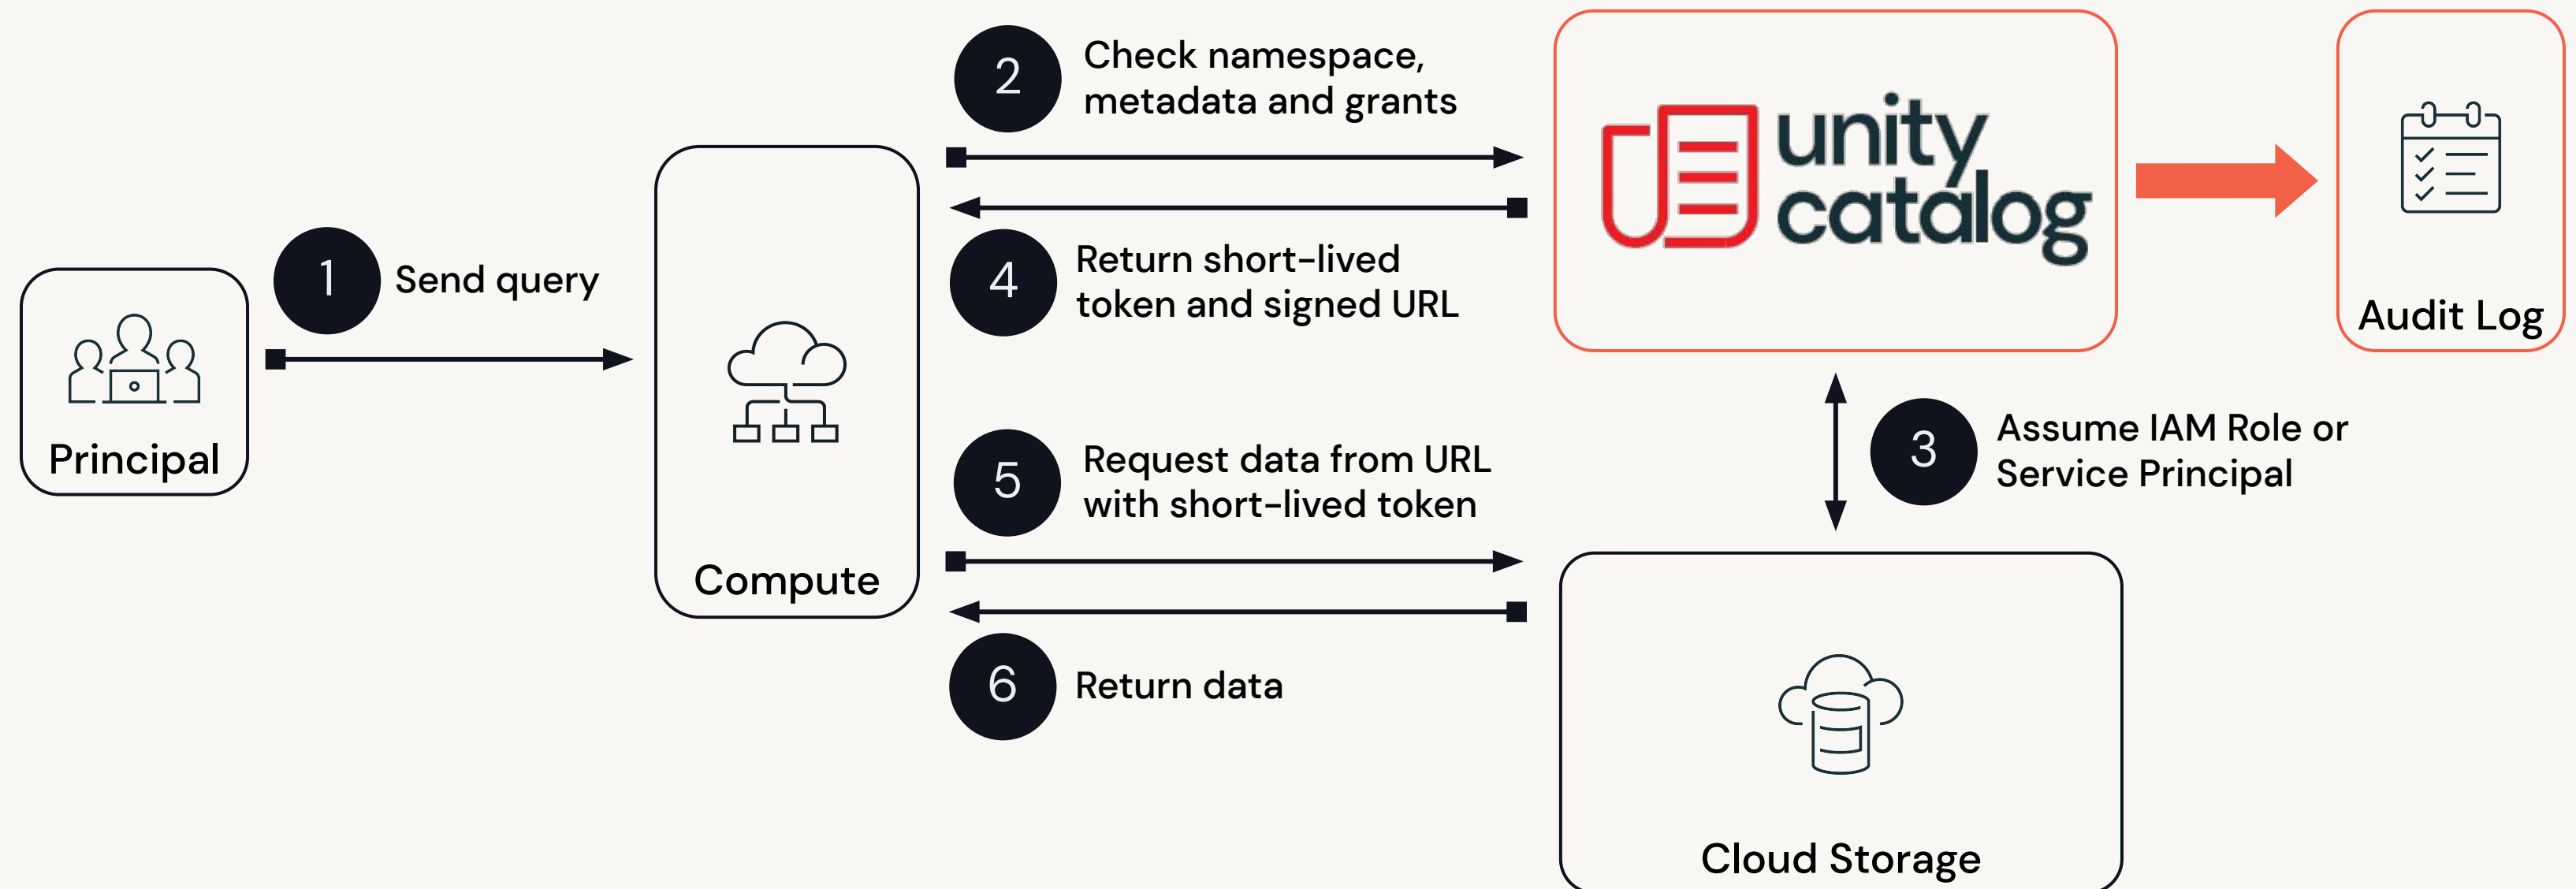 1
Send query
Principal
Compute
2
Check namespace,
metadata and grants
4
Return short-lived
token and signed URL
5
Request data from URL
with short-lived token
6
Return data
unity
catalog
Audit Log
3
Assume IAM Role or
Service Principal
Cloud Storage